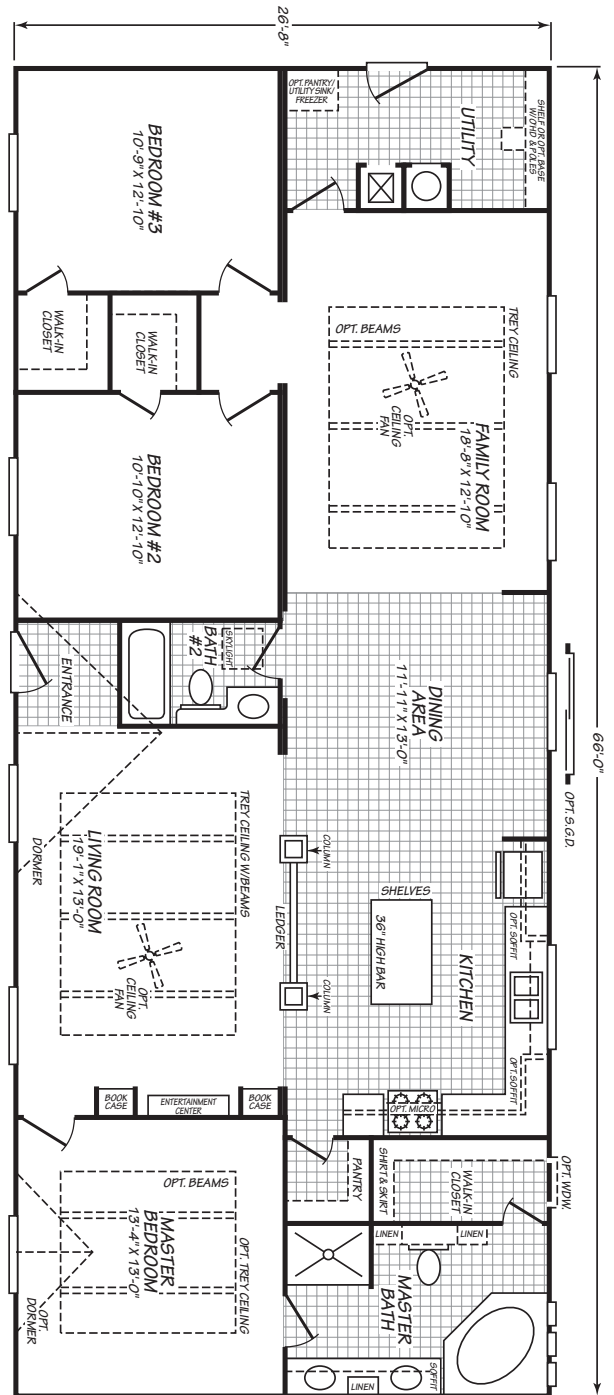 26'-8"
66'-0"
OPT. PANTRY/
UTILITY SINK/
FREEZER
UTILITY
SHELF OR OPT. BASE
W/OHD & POLES
BEDROOM #3
10'-9" X 12'-10"
WALK-IN
CLOSET
WALK-IN
CLOSET
OPT. BEAMS
TREY CEILING
OPT.
CEILING
FAN
FAMILY ROOM
18'-8" X 12'-10"
BEDROOM #2
10'-10" X 12'-10"
ENTRANCE
BATH
#2
SKYLIGHT
DINING
AREA
11'-11" X 13'-0"
OPT. S.G.D.
DORMER
LIVING ROOM
19'-1" X 13'-0"
TREY CEILING W/BEAMS
OPT.
CEILING
FAN
COLUMN
LEDGER
COLUMN
SHELVES
36" HIGH BAR
KITCHEN
OPT. SOFFIT
OPT. SOFFIT
OPT. MICRO
BOOK
CASE
ENTERTAINMENT
CENTER
BOOK
CASE
PANTRY
SHIRT & SKIRT
WALK-IN
CLOSET
OPT. WDW.
OPT. BEAMS
MASTER
BEDROOM
13'-4" X 13'-0"
OPT. TREY CEILING
OPT.
DORMER
LINEN
LINEN
MASTER
BATH
SOFFIT
LINEN